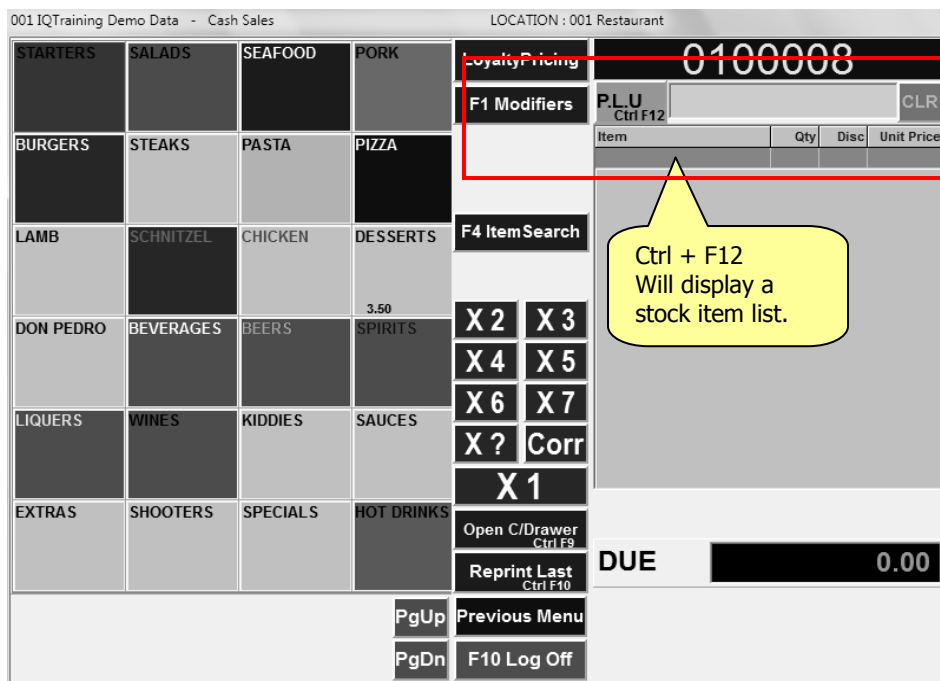 001 IQTraining Demo Data - Cash Sales LOCATION : 001 Restaurant
STARTERS SALADS SEAFOOD PORK
BURGERS STEAKS PASTA PIZZA
LAMB SCHNITZEL CHICKEN DESSERTS
3.50
DON PEDRO BEVERAGES BEERS SPIRITS
LIQUERS WINES KIDDIES SAUCES
EXTRAS SHOOTERS SPECIALS HOT DRINKS
PgUp
PgDn
LoyaltyPricing
F1 Modifiers
F4 ItemSearch
X 2 X 3
X 4 X 5
X 6 X 7
X ? Corr
X 1
Open C/Drawer
Ctrl F9
Reprint Last
Ctrl F10
Previous Menu
F10 Log Off
0100008
P.L.U CLR
Ctrl F12
Item Qty Disc Unit Price
Ctrl + F12
Will display a
stock item list.
DUE 0.00